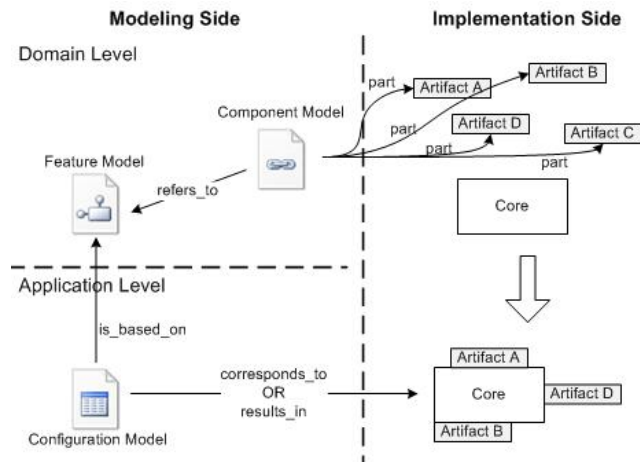 Modeling Side
Implementation Side
Domain Level
part
Artifact A
Artifact B
Component Model
part
Artifact D
Artifact C
part
part
Feature Model
refers_to
Core
Application Level
is_based_on
corresponds_to
OR
results_in
Artifact A
Core
Artifact D
Artifact B
Configuration Model